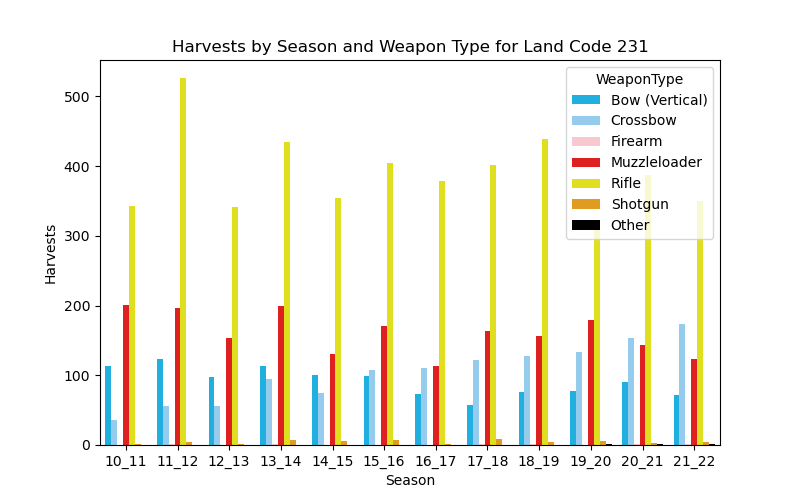 Harvests by Season and Weapon Type for Land Code 231
WeaponType
Bow (Vertical)
Crossbow
Firearm
Muzzleloader
Rifle
Shotgun
Other
500
400
300
200
100
0
Harvests
10_11 11_12 12_13 13_14 14_15 15_16 16_17 17_18 18_19 19_20 20_21 21_22
Season